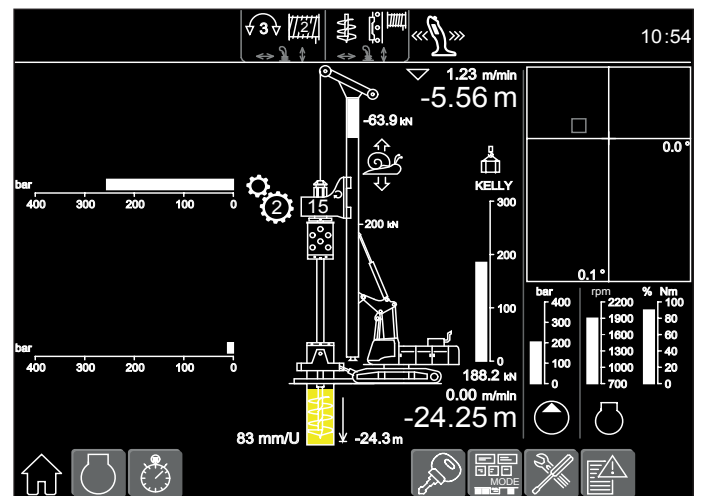 3 2 10:54
1.23 m/min
-5.56 m
-63.9 kN
0.0 °
KELLY
bar
400 300 200 100 0
2 15
300
200
100
0
-200 kN
0.1 °
bar rpm % Nm
400 2200 100
300 1900 80
200 1600 60
100 1300 40
0 1000 20
700 0
bar
400 300 200 100 0
188.2 kN
0.00 m/min
-24.25 m
83 mm/U -24.3 m
MODE